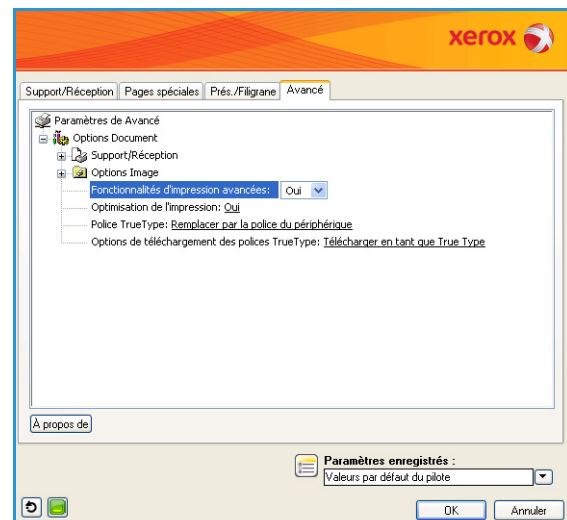 xerox
Support/Réception Pages spéciales Prés./Filigrane Avancé
Paramètres de Avancé
Options Document
Support/Réception
Options Image
Fonctionnalités d'impression avancées: Oui
Optimisation de l'impression: Oui
Police TrueType: Remplacer par la police du périphérique
Options de téléchargement des polices TrueType: Télécharger en tant que True Type
À propos de
Paramètres enregistrés :
Valeurs par défaut du pilote
OK Annuler